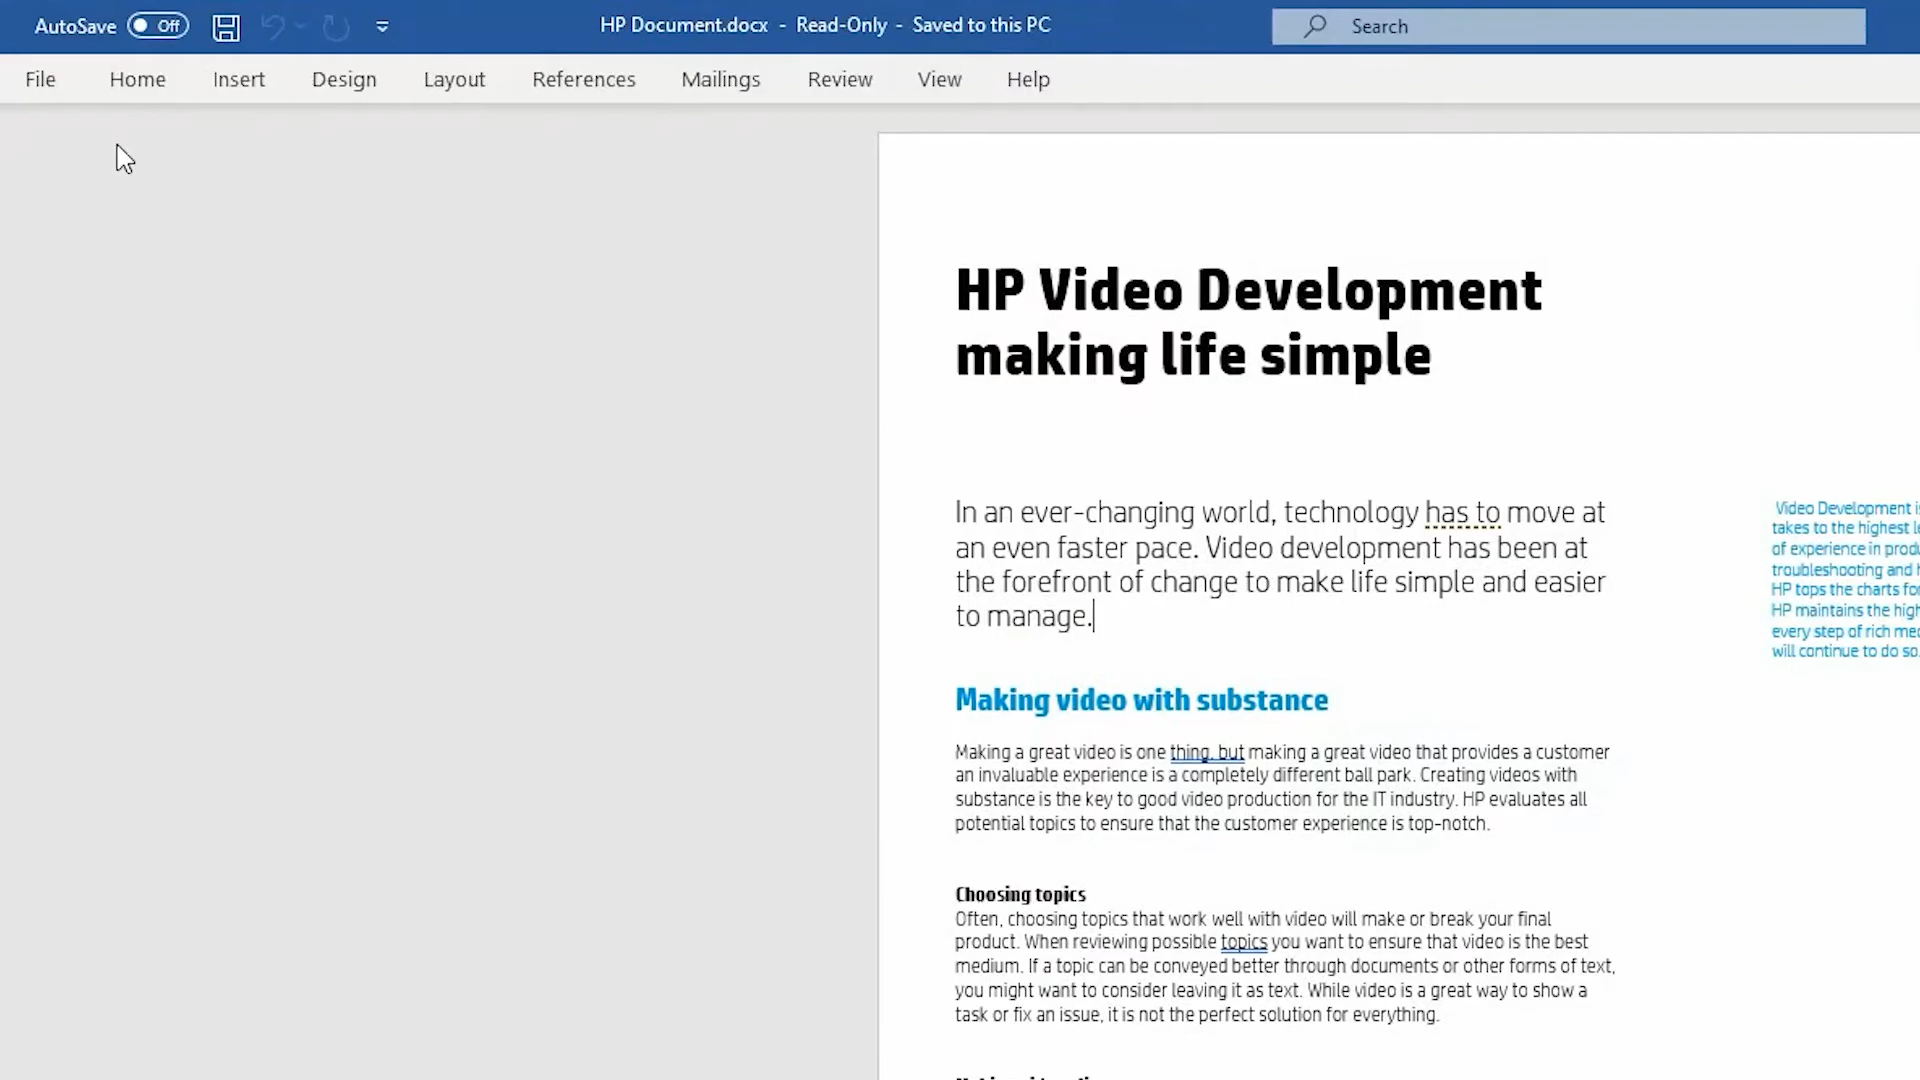 AutoSave Off HP Document.docx - Read-Only - Saved to this PC Search
File Home Insert Design Layout References Mailings Review View Help
HP Video Development
making life simple
In an ever-changing world, technology has to move at
an even faster pace. Video development has been at
the forefront of change to make life simple and easier
to manage.
Video Development
takes to the highest
of experience in
troubleshooting and
HP tops the charts for
HP maintains the
every step of rich
will continue to do so.
Making video with substance
Making a great video is one thing, but making a great video that provides a customer
an invaluable experience is a completely different ball park. Creating videos with
substance is the key to good video production for the IT industry. HP evaluates all
potential topics to ensure that the customer experience is top-notch.
Choosing topics
Often, choosing topics that work well with video will make or break your final
product. When reviewing possible topics you want to ensure that video is the best
medium. If a topic can be conveyed better through documents or other forms of text,
you might want to consider leaving it as text. While video is a great way to show a
task or fix an issue, it is not the perfect solution for everything.